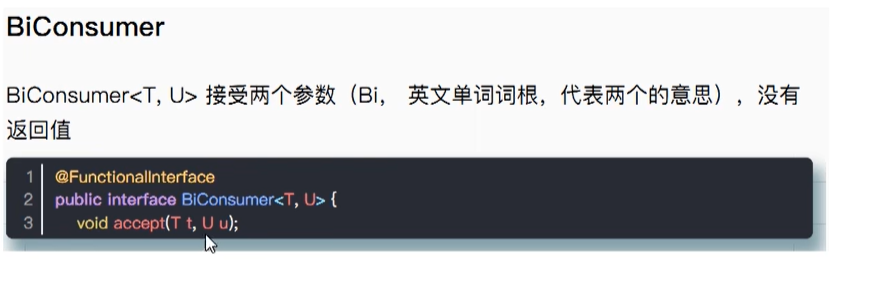 BiConsumer
BiConsumer<T, U> 接受两个参数（Bi， 英文单词词根，代表两个的意思），没有
返回值
1 @FunctionalInterface
2 public interface BiConsumer<T, U> {
3 void accept(T t, U u);